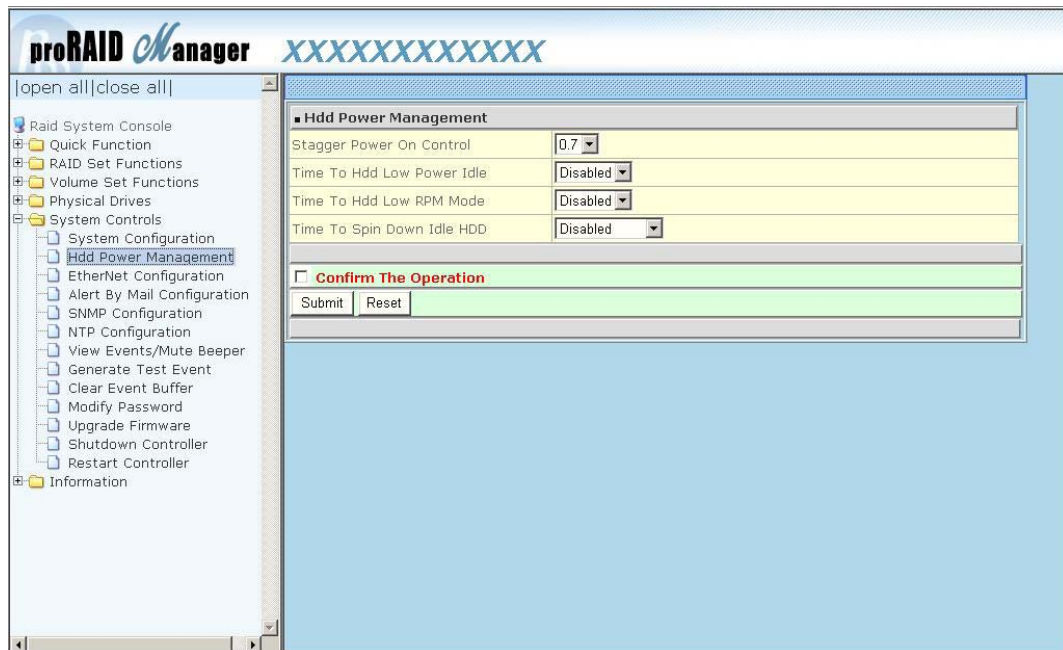 proRAID Manager XXXXXXXXXXXX
|open all|close all|
Raid System Console
Quick Function
RAID Set Functions
Volume Set Functions
Physical Drives
System Controls
System Configuration
Hdd Power Management
EtherNet Configuration
Alert By Mail Configuration
SNMP Configuration
NTP Configuration
View Events/Mute Beeper
Generate Test Event
Clear Event Buffer
Modify Password
Upgrade Firmware
Shutdown Controller
Restart Controller
Information
Hdd Power Management
Stagger Power On Control 0.7
Time To Hdd Low Power Idle Disabled
Time To Hdd Low RPM Mode Disabled
Time To Spin Down Idle HDD Disabled
Confirm The Operation
Submit Reset